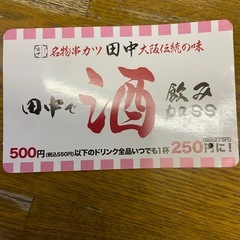 名物串カツ 田中 大阪伝統の味
田中で 酒 飲み pass
500円(税込550円)以下のドリンク全品いつでも1杯250円に!(税込275円)